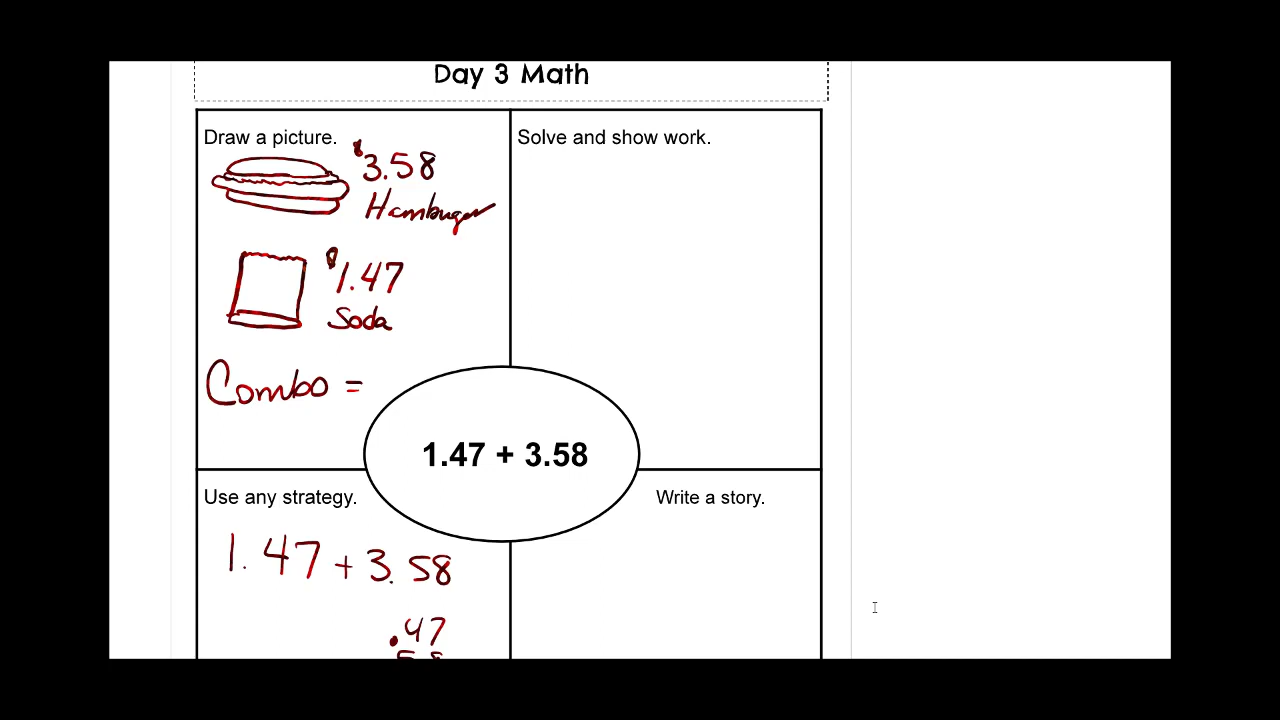 Day 3 Math
Draw a picture.
$3.58
Hambuger
$1.47
Soda
Combo =
Solve and show work.
1.47 + 3.58
Use any strategy.
1.47 + 3.58
.47
Write a story.